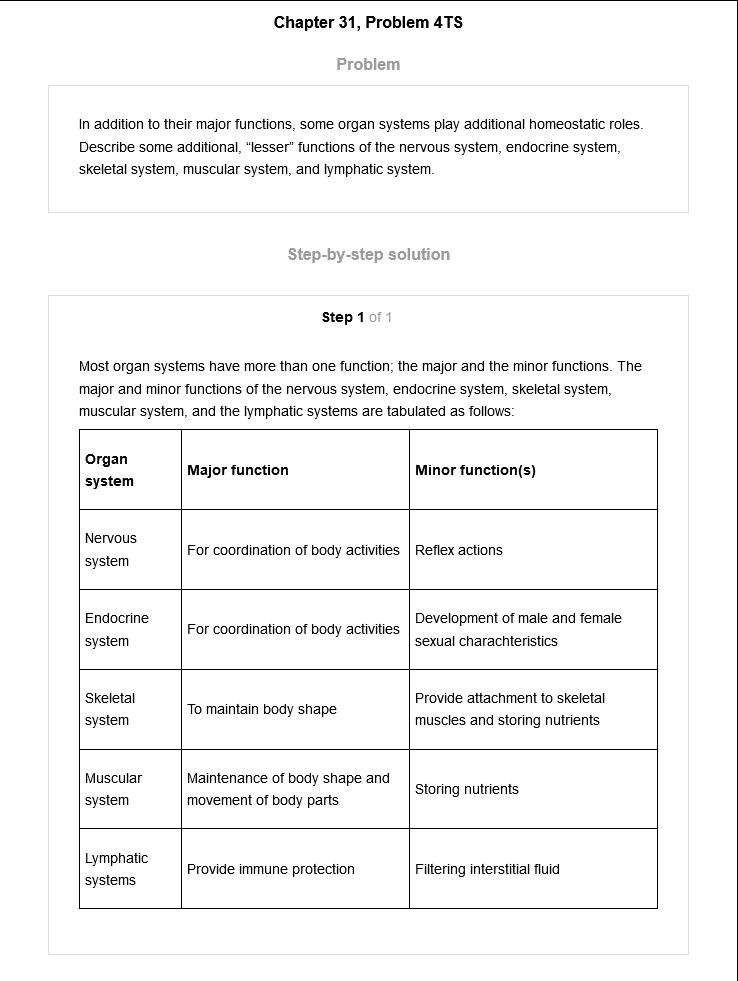 Chapter 31, Problem 4TS
Problem
In addition to their major functions, some organ systems play additional homeostatic roles.
Describe some additional, “lesser” functions of the nervous system, endocrine system,
skeletal system, muscular system, and lymphatic system.
Step-by-step solution
Step 1 of 1
Most organ systems have more than one function; the major and the minor functions. The
major and minor functions of the nervous system, endocrine system, skeletal system,
muscular system, and the lymphatic systems are tabulated as follows:
Organ
system
Major function
Minor function(s)
Nervous
system
For coordination of body activities
Reflex actions
Endocrine
system
For coordination of body activities
Development of male and female
sexual charachteristics
Skeletal
system
To maintain body shape
Provide attachment to skeletal
muscles and storing nutrients
Muscular
system
Maintenance of body shape and
movement of body parts
Storing nutrients
Lymphatic
systems
Provide immune protection
Filtering interstitial fluid